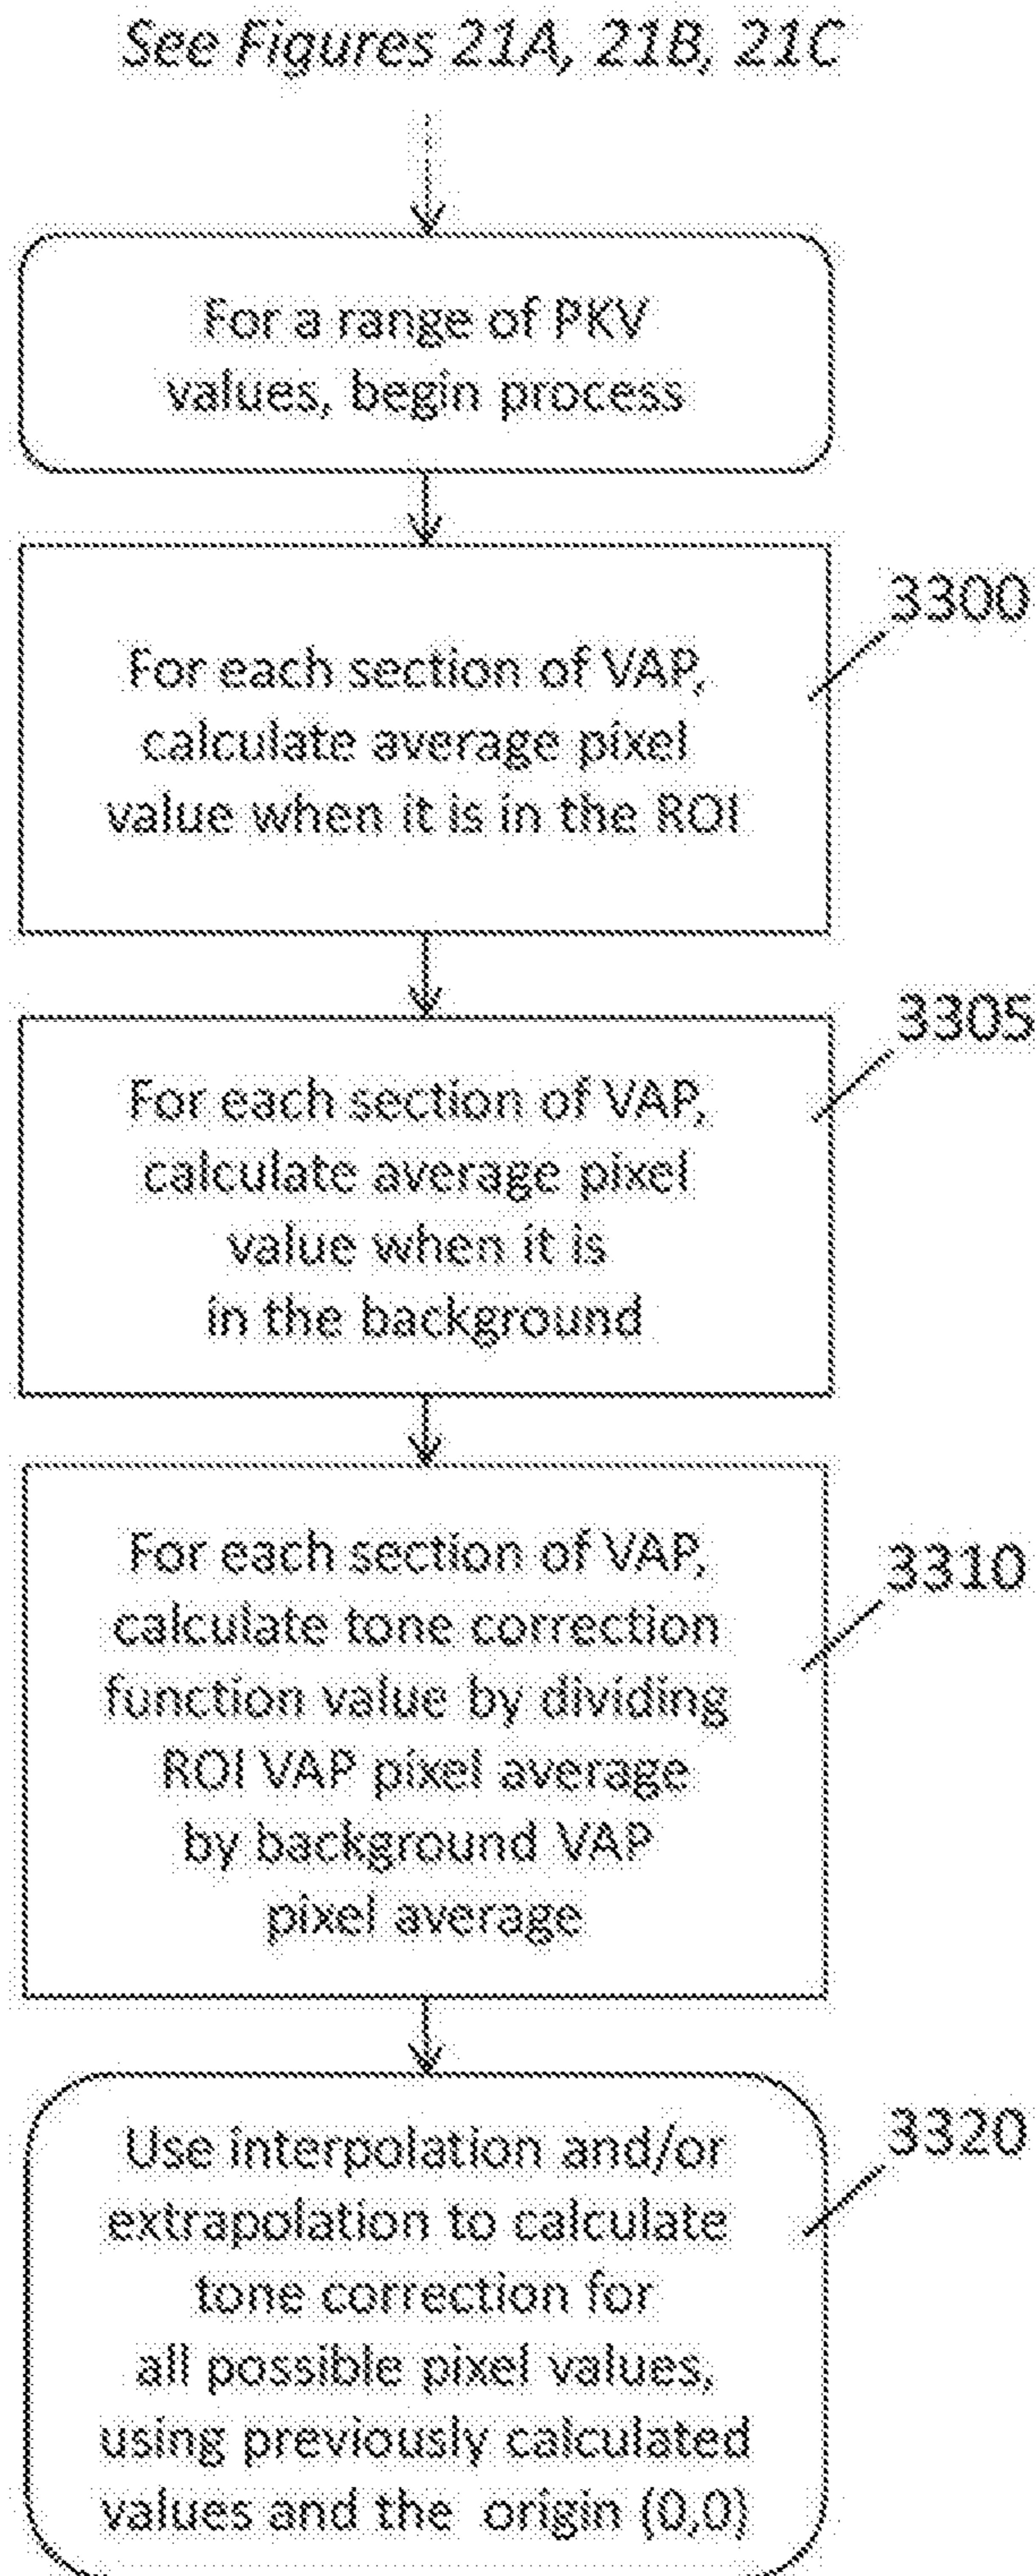 See Figures 21A, 21B, 21C
For a range of PKV
values, begin process
3300
For each section of VAP,
calculate average pixel
value when it is in the ROI
3305
For each section of VAP,
calculate average pixel
value when it is
in the background
3310
For each section of VAP,
calculate tone correction
function value by dividing
ROI VAP pixel average
by background VAP
pixel average
3320
Use interpolation and/or
extrapolation to calculate
tone correction for
all possible pixel values,
using previously calculated
values and the origin (0,0)